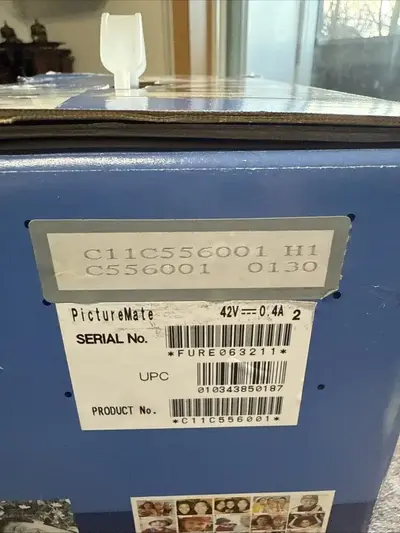 C11C556001 H1
C556001 0130
PictureMate 42V⎓0.4A 2
SERIAL No.
*FURE063211*
UPC
010343850187
PRODUCT No.
*C11C556001*